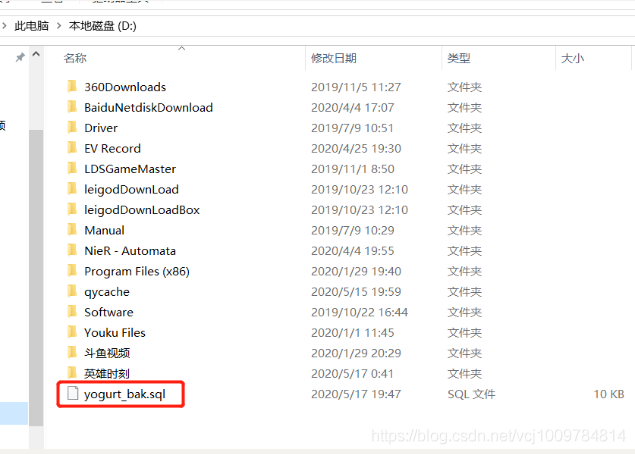 此电脑 > 本地磁盘 (D:)
名称 修改日期 类型 大小
360Downloads 2019/11/5 11:27 文件夹
BaiduNetdiskDownload 2020/4/4 17:07 文件夹
Driver 2019/7/9 10:51 文件夹
EV Record 2020/4/25 19:30 文件夹
LDSGameMaster 2019/11/1 8:50 文件夹
leigodDownLoad 2019/10/23 12:10 文件夹
leigodDownLoadBox 2019/10/23 12:10 文件夹
Manual 2019/7/9 10:29 文件夹
NieR - Automata 2020/4/4 19:55 文件夹
Program Files (x86) 2020/1/29 19:40 文件夹
qycache 2020/5/15 19:59 文件夹
Software 2019/10/22 16:44 文件夹
Youku Files 2020/1/1 11:45 文件夹
斗鱼视频 2020/1/29 20:29 文件夹
英雄时刻 2020/5/17 0:41 文件夹
yogurt_bak.sql 2020/5/17 19:47 SQL 文件 10 KB
https://blog.csdn.net/vcj1009784814